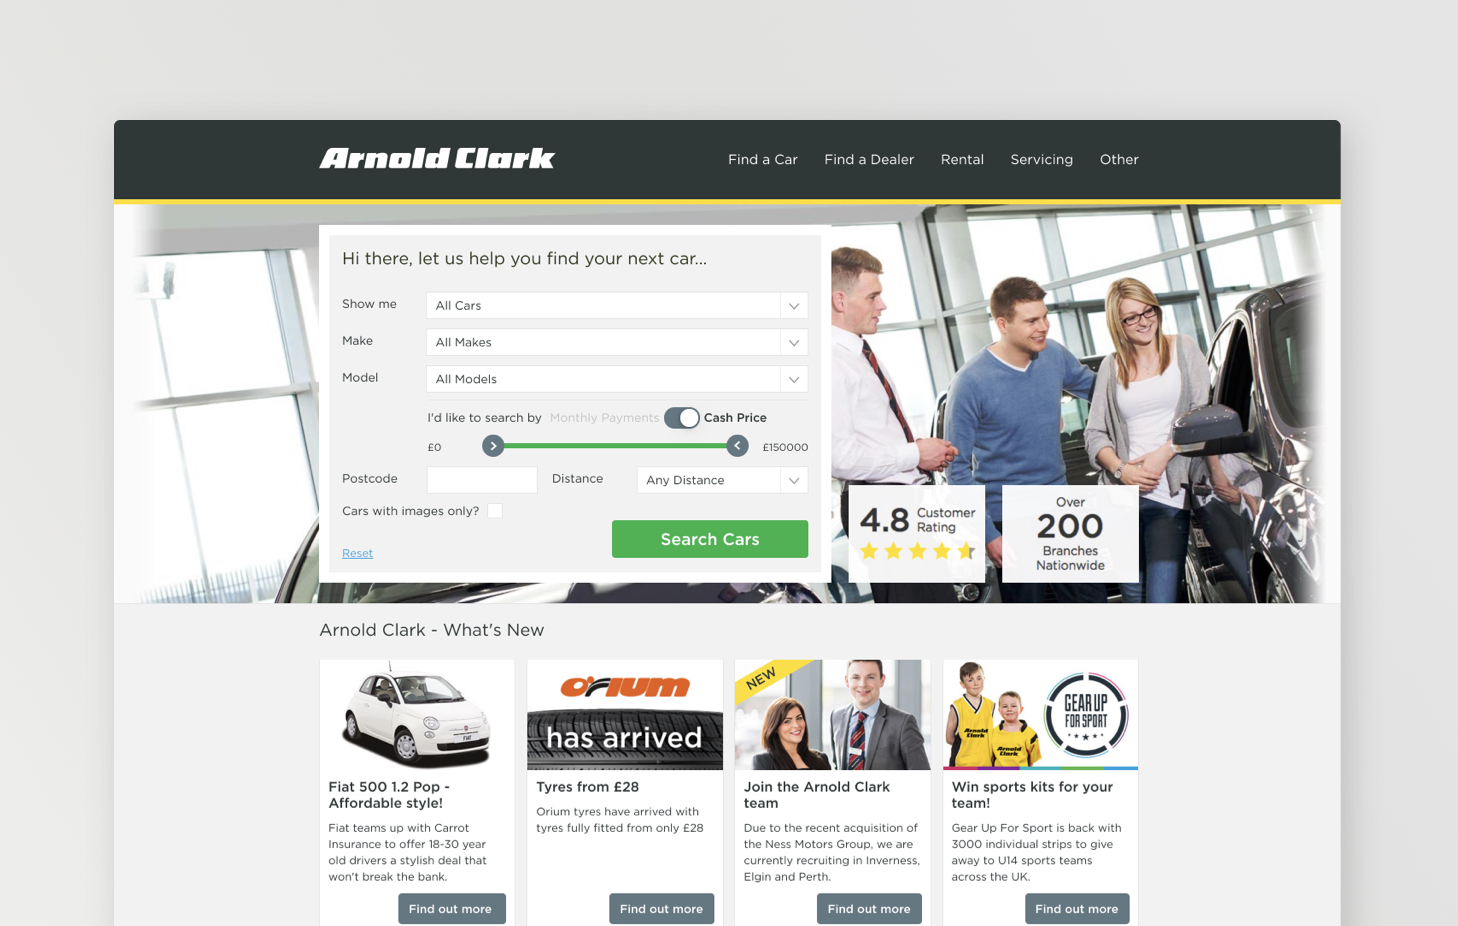 Arnold Clark
Find a Car
Find a Dealer
Rental
Servicing
Other
Hi there, let us help you find your next car...
Show me
All Cars
Make
All Makes
Model
All Models
I'd like to search by Monthly Payments Cash Price
£0
£150000
Postcode
Distance
Any Distance
Cars with images only?
Reset
Search Cars
4.8 Customer
Rating
Over
200
Branches
Nationwide
Arnold Clark - What's New
FIAT
Fiat 500 1.2 Pop -
Affordable style!
Fiat teams up with Carrot
Insurance to offer 18-30 year
old drivers a stylish deal that
won't break the bank.
Find out more
ORIUM
has arrived
Tyres from £28
Orium tyres have arrived with
tyres fully fitted from only £28
Find out more
NEW
Join the Arnold Clark
team
Due to the recent acquisition of
the Ness Motors Group, we are
currently recruiting in Inverness,
Elgin and Perth.
Find out more
Arnold
Clark
Arnold
Clark
GEAR UP
FOR SPORT
Win sports kits for your
team!
Gear Up For Sport is back with
3000 individual strips to give
away to U14 sports teams
across the UK.
Find out more